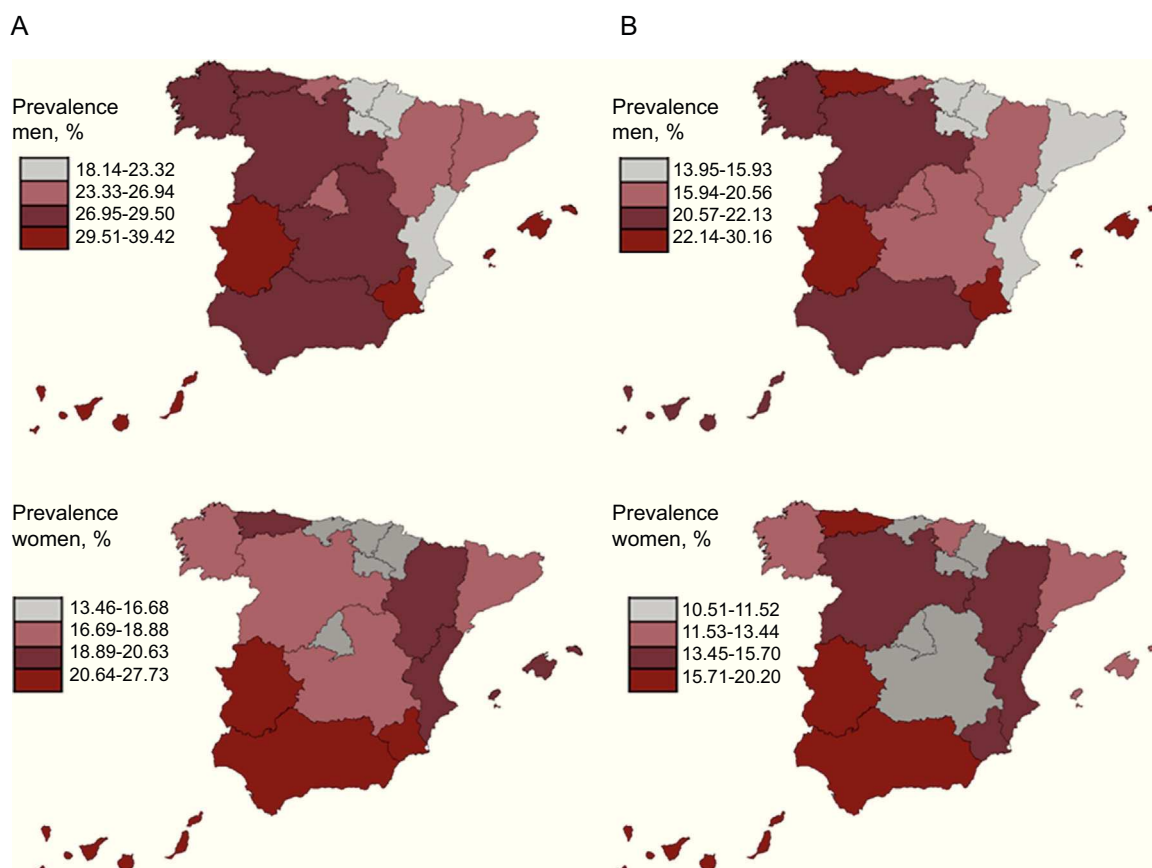 A
B
Prevalence
men, %
18.14-23.32
23.33-26.94
26.95-29.50
29.51-39.42
Prevalence
men, %
13.95-15.93
15.94-20.56
20.57-22.13
22.14-30.16
Prevalence
women, %
13.46-16.68
16.69-18.88
18.89-20.63
20.64-27.73
Prevalence
women, %
10.51-11.52
11.53-13.44
13.45-15.70
15.71-20.20